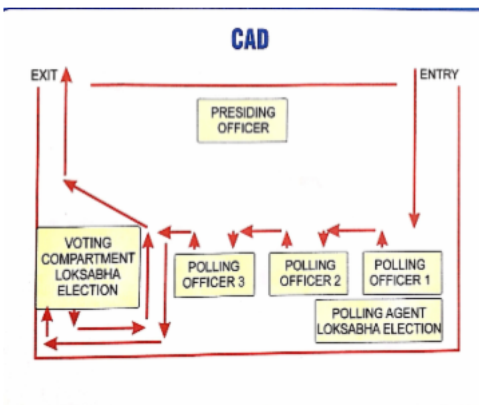 CAD
EXIT
ENTRY
PRESIDING
OFFICER
VOTING
COMPARTMENT
LOKSABHA
ELECTION
POLLING
OFFICER 3
POLLING
OFFICER 2
POLLING
OFFICER 1
POLLING AGENT
LOKSABHA ELECTION